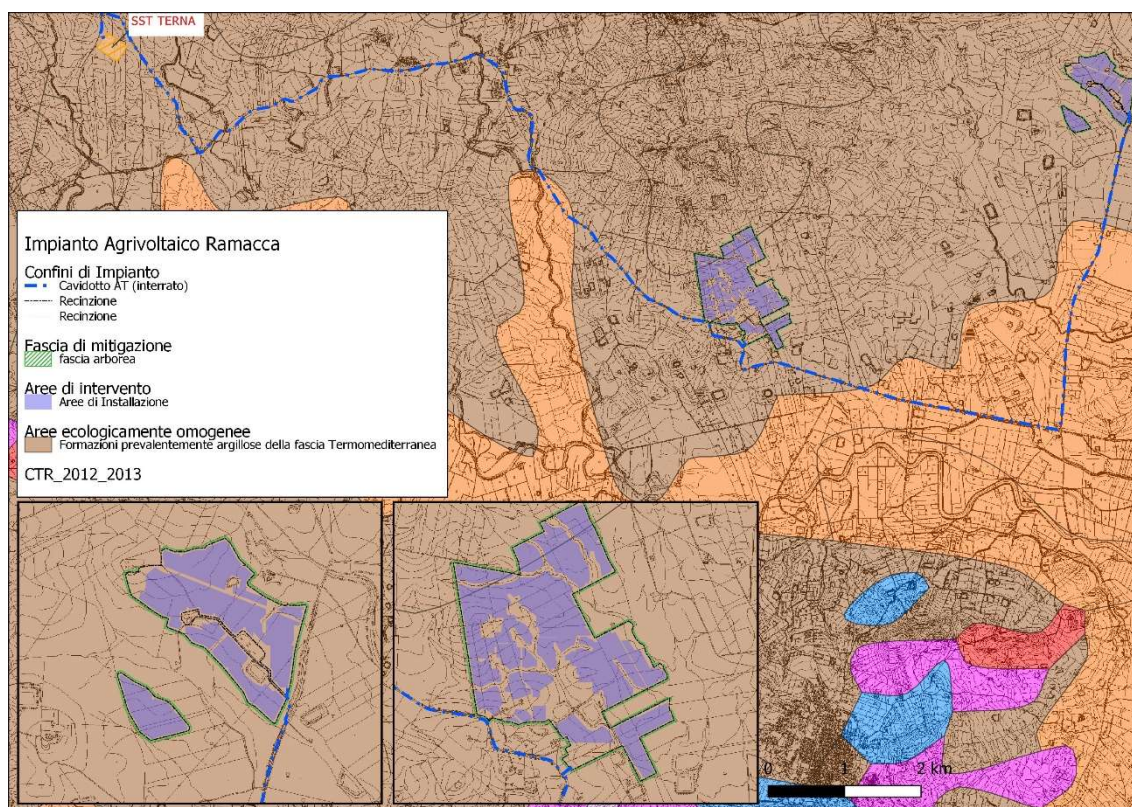 SST TERNA
Impianto Agrivoltaico Ramacca
Confini di Impianto
Cavidotto AT (interrato)
Recinzione
Recinzione
Fascia di mitigazione
fascia arborea
Aree di intervento
Aree di Installazione
Aree ecologicamente omogenee
Formazioni prevalentemente argillose della fascia Termomediterranea
CTR_2012_2013
0 1 2 km